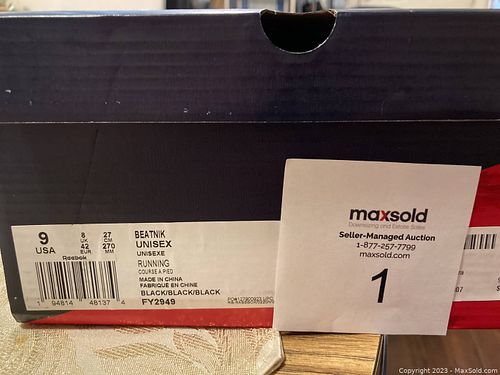 9
USA
8
UK
42
EUR
27
CM
270
MM
Reebok
1 94814 48137 4
BEATNIK
UNISEX
UNISEXE
RUNNING
COURSE A PIED
MADE IN CHINA
FABRIQUE EN CHINE
BLACK/BLACK/BLACK
FY2949
maxsold
Downsizing and Estate Sales
Seller-Managed Auction
1-877-257-7799
maxsold.com
1
Copyright 2023 - MaxSold.com